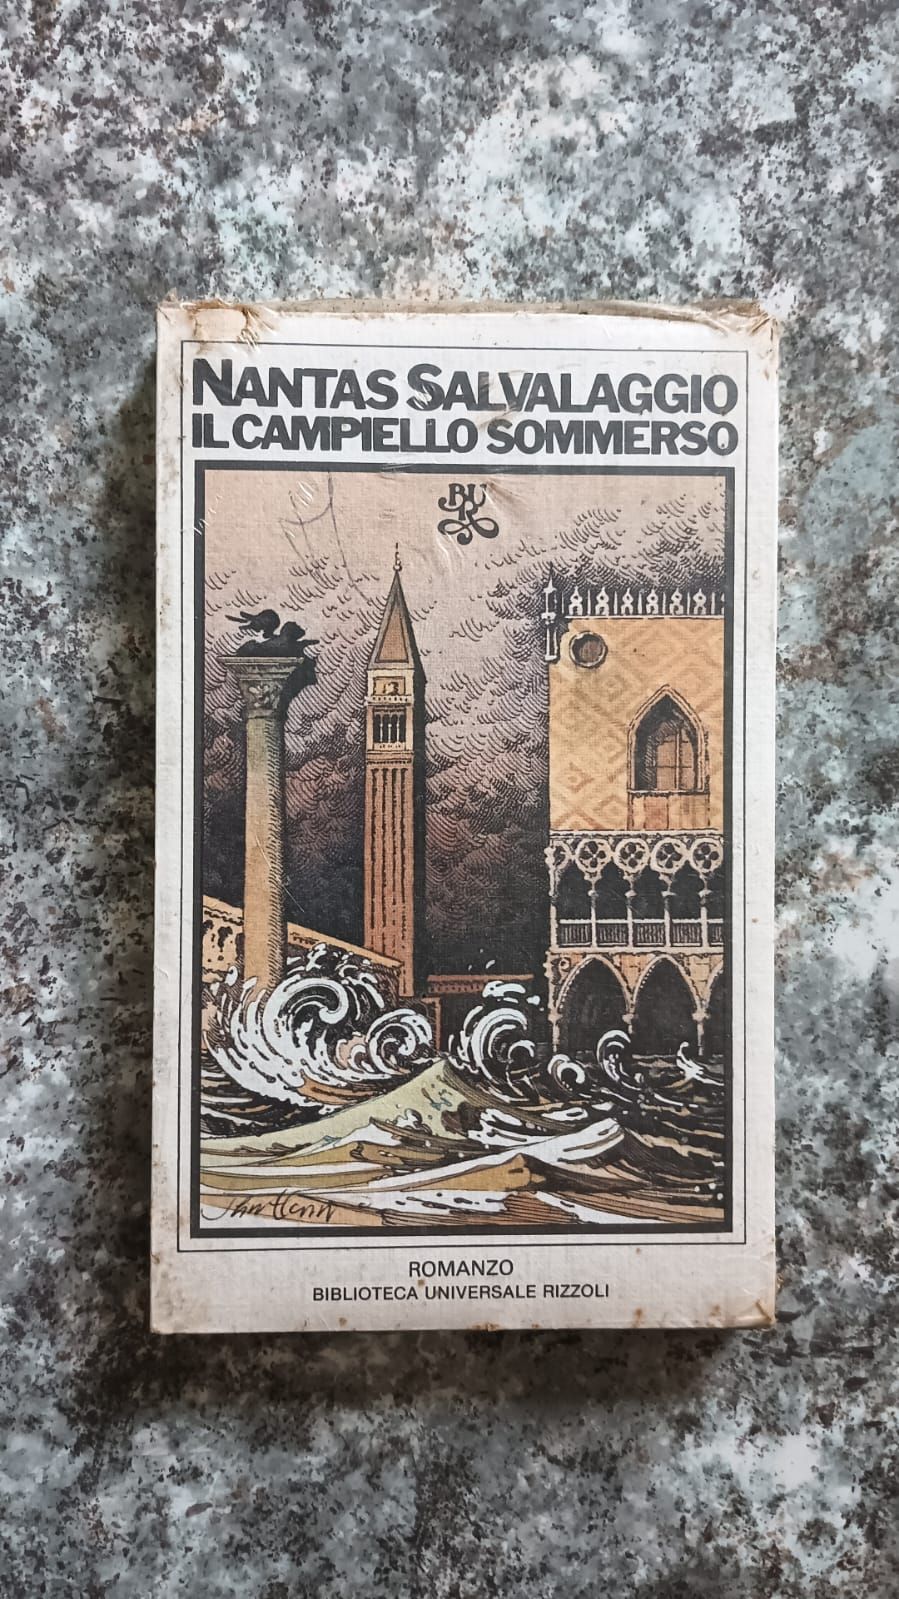 NANTAS SALVALAGGIO
IL CAMPIELLO SOMMERSO
BUR
ROMANZO
BIBLIOTECA UNIVERSALE RIZZOLI